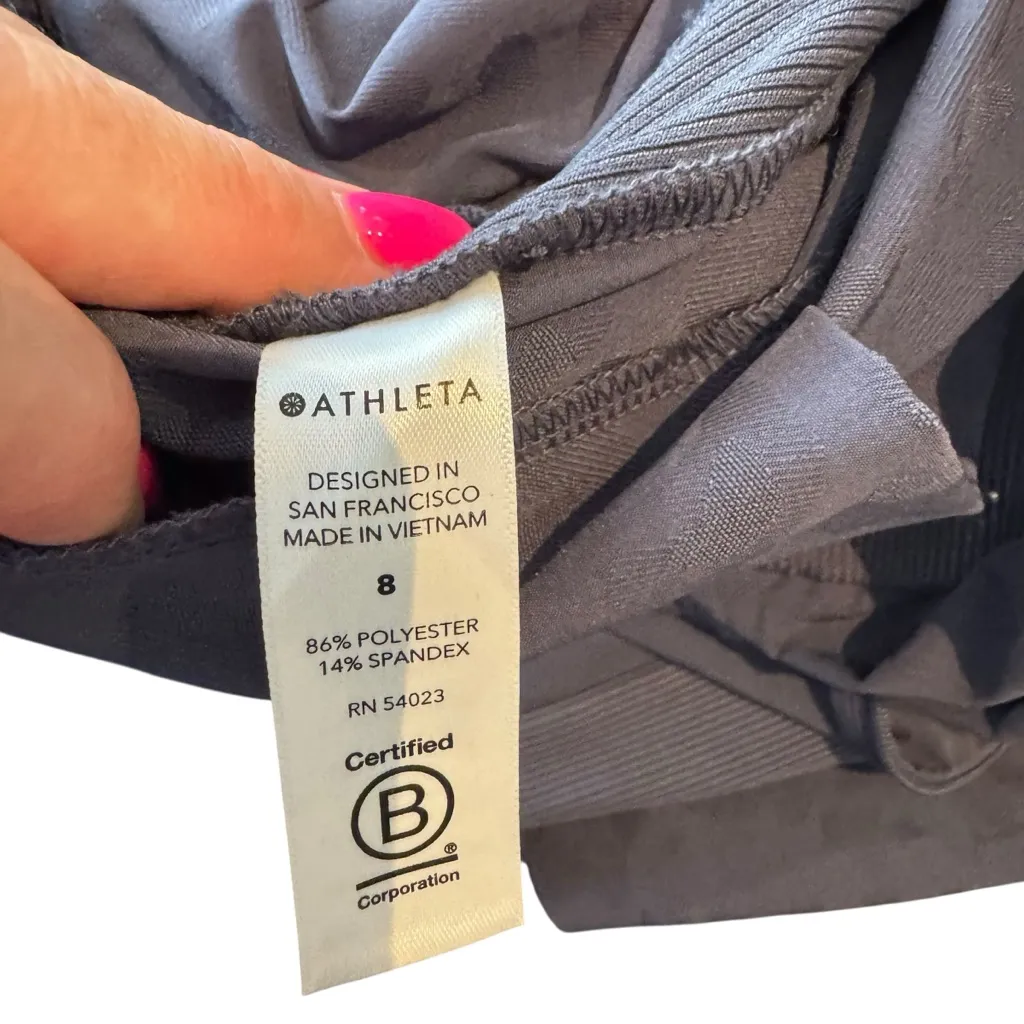 ATHLETA
DESIGNED IN
SAN FRANCISCO
MADE IN VIETNAM
8
86% POLYESTER
14% SPANDEX
RN 54023
Certified
B
®
Corporation